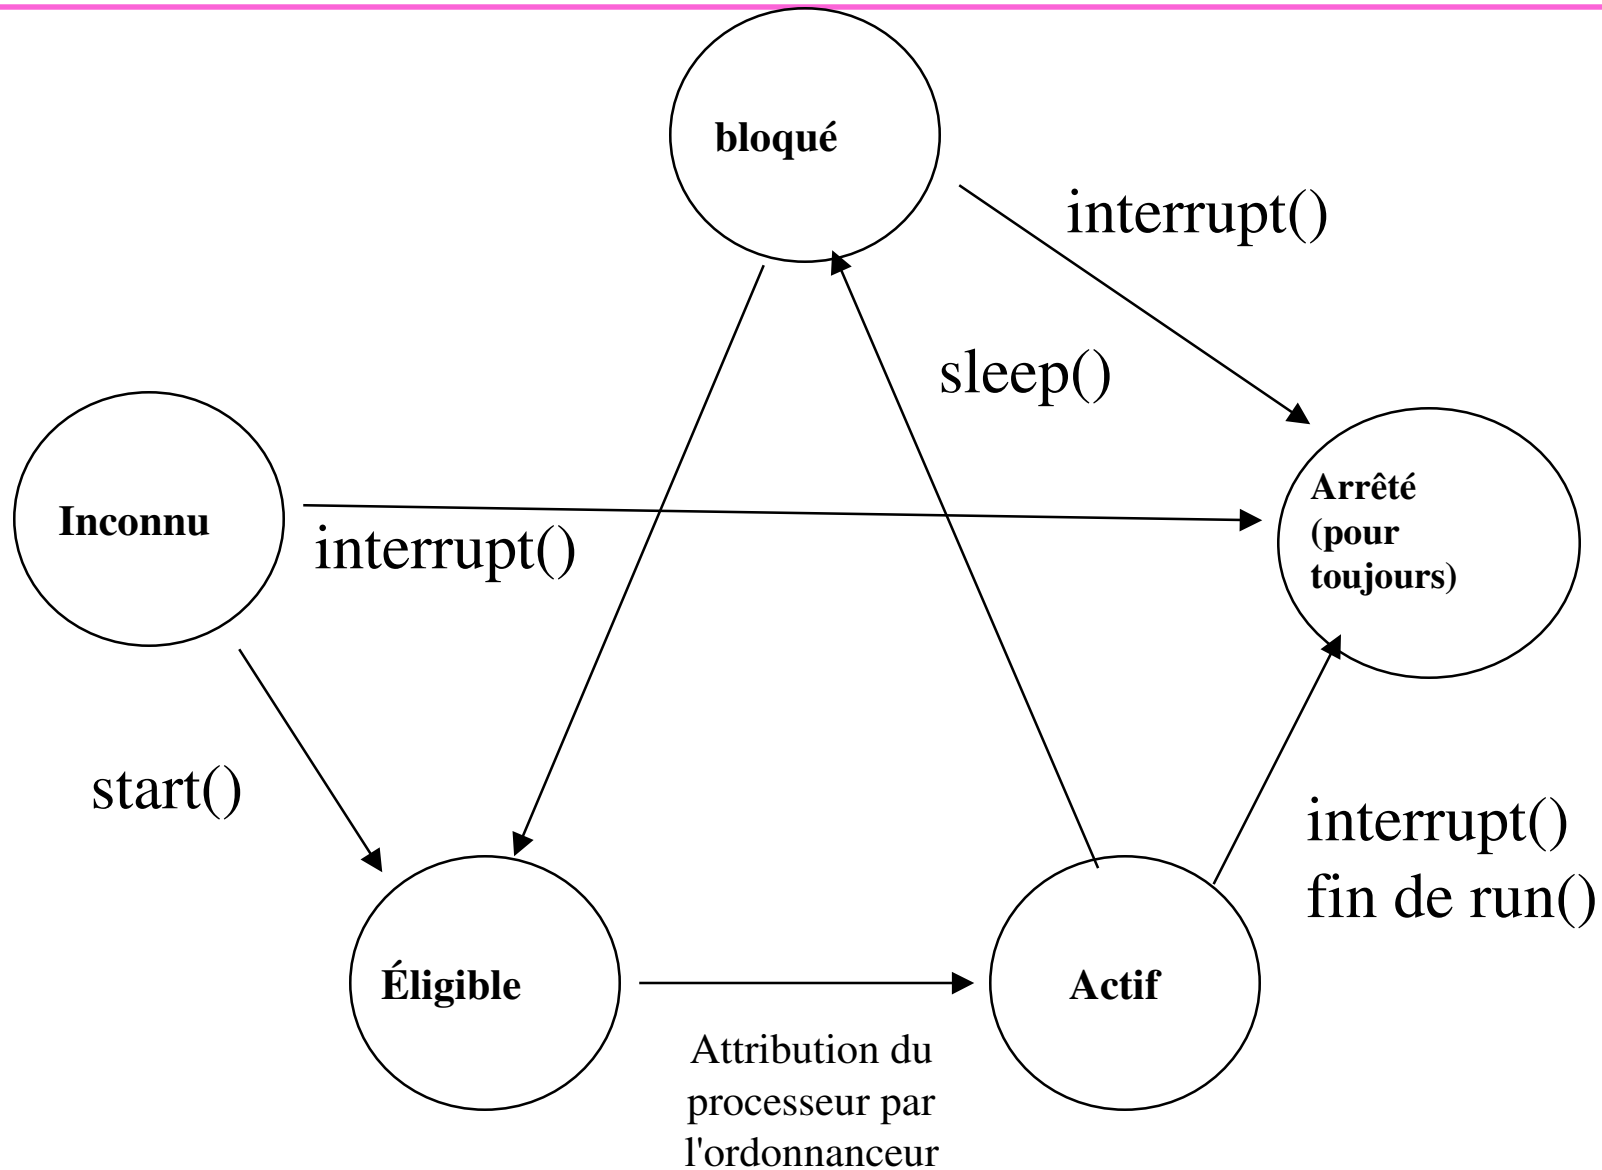 bloqué
interrupt()
sleep()
Inconnu
interrupt()
Arrêté
(pour
toujours)
start()
interrupt()
fin de run()
Éligible
Actif
Attribution du
processeur par
l'ordonnanceur